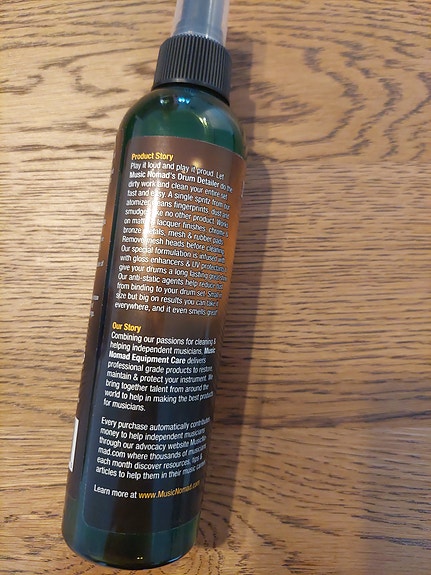 Product Story
Play it loud and play it proud. Let
Music Nomad's Drum Detailer do the
dirty work and clean your entire set
fast and easy. A single spritz from our
atomizer cleans fingerprints, dust and
smudges like no other product. Works
on matte & lacquer finishes, chrome &
bronze metals, mesh & rubber pads.
Remove mesh heads before cleaning.
Our special formulation is infused with
with gloss enhancers & UV protectors
give your drums a long lasting
Our anti-static agents help reduce dust
from binding to your drum set. Small in
size but big on results you can take it
everywhere, and it even smells great!
Our Story
Combining our passions for cleaning &
helping independent musicians, Music
Nomad Equipment Care delivers
professional grade products to restore,
maintain & protect your instrument. We
bring together talent from around the
world to help in making the best products
for musicians.
Every purchase automatically contributes
money to help independent musicians
through our advocacy website MusicNo-
mad.com where thousands of musicians
each month discover resources, tips &
articles to help them in their music career.
Learn more at www.MusicNomad.com